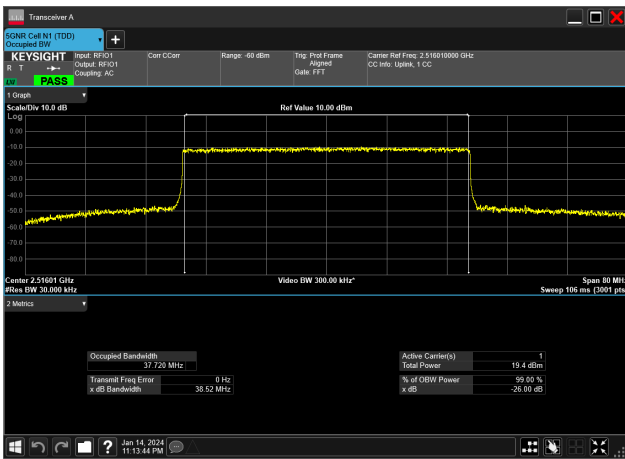 Transceiver A
5GNR Cell N1 (TDD)
Occupied BW
KEYSIGHT
R T
LXI
PASS
Input: RFIO1
Output: RFIO1
Coupling: AC
Corr CCorr
Range: -60 dBm
Trig: Prot Frame
Aligned
Gate: FFT
Carrier Ref Freq: 2.516010000 GHz
CC Info: Uplink, 1 CC
1 Graph
Scale/Div 10.0 dB
Ref Value 10.00 dBm
Log
0.00
-10.0
-20.0
-30.0
-40.0
-50.0
-60.0
-70.0
-80.0
Center 2.51601 GHz
Video BW 300.00 kHz*
Span 80 MHz
#Res BW 30.000 kHz
Sweep 106 ms (3001 pts)
2 Metrics
Occupied Bandwidth
37.720 MHz
Transmit Freq Error 0 Hz
x dB Bandwidth 38.52 MHz
Active Carrier(s) 1
Total Power 19.4 dBm
% of OBW Power 99.00 %
x dB -26.00 dB
?
Jan 14, 2024
11:13:44 PM